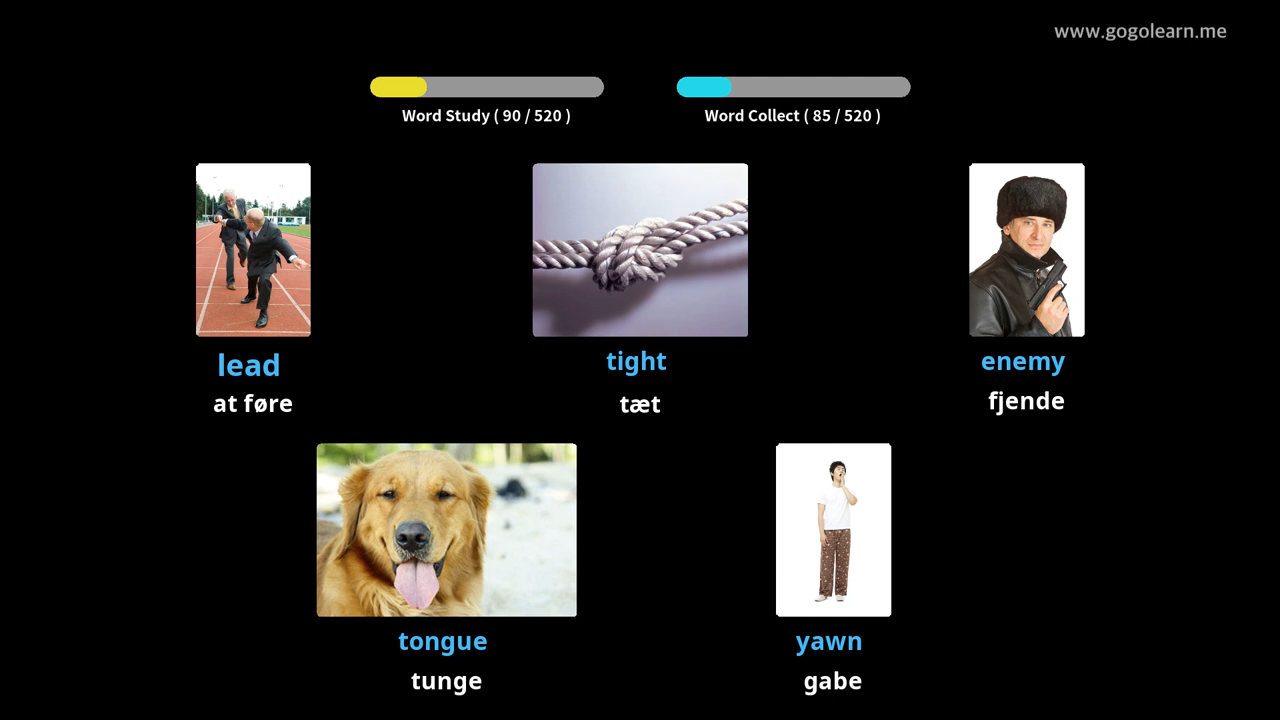 www.gogolearn.me
Word Study ( 90 / 520 )
Word Collect ( 85 / 520 )
lead
at føre
tight
tæt
enemy
fjende
tongue
tunge
yawn
gabe